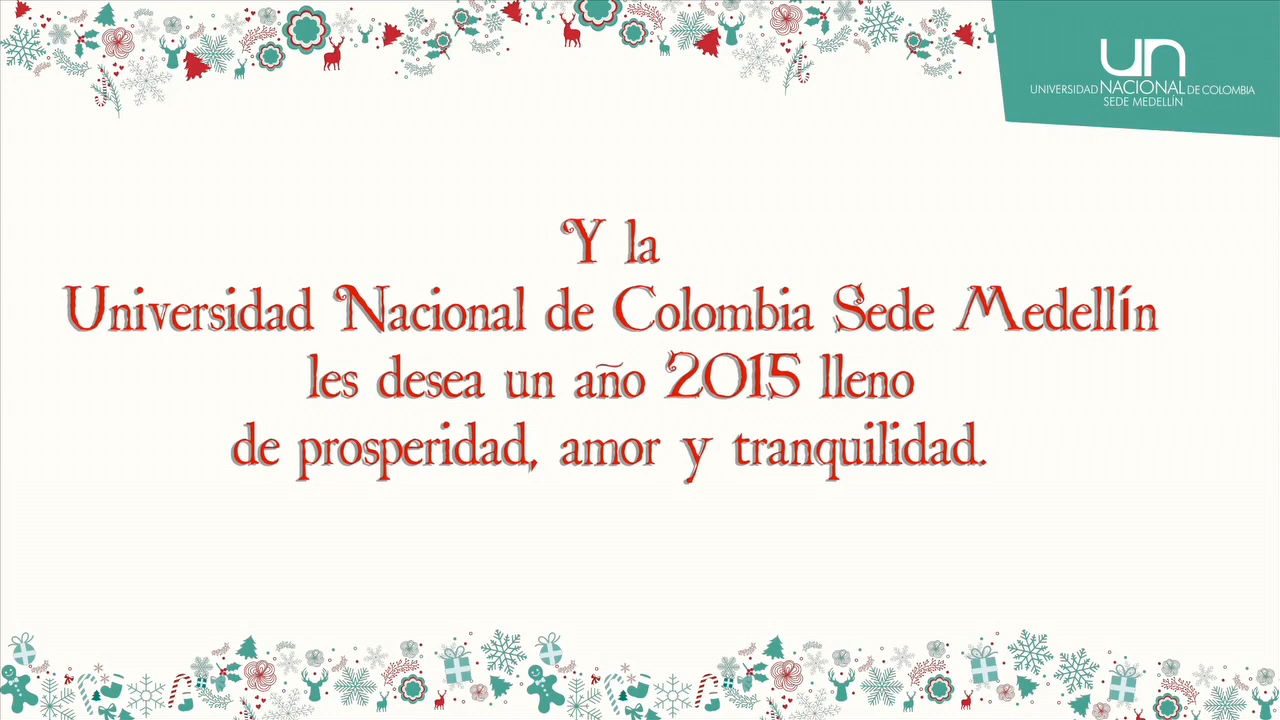 un
UNIVERSIDAD NACIONAL DE COLOMBIA
SEDE MEDELLÍN
Y la
Universidad Nacional de Colombia Sede Medellín
les desea un año 2015 lleno
de prosperidad, amor y tranquilidad.